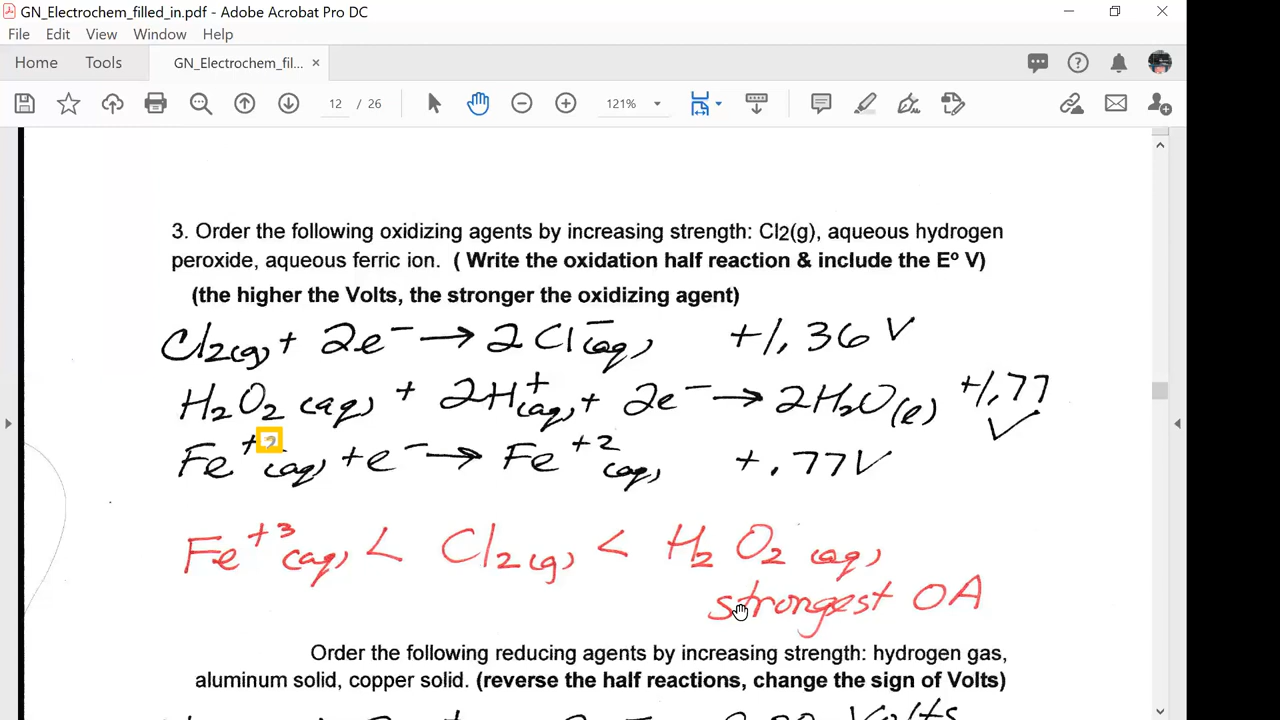 GN_Electrochem_filled_in.pdf - Adobe Acrobat Pro DC
File Edit View Window Help
Home Tools GN_Electrochem_fil... ×
12 / 26 121%
3. Order the following oxidizing agents by increasing strength: Cl2(g), aqueous hydrogen
peroxide, aqueous ferric ion. ( Write the oxidation half reaction & include the Eº V)
(the higher the Volts, the stronger the oxidizing agent)
Cl2(g) + 2e⁻ → 2Cl⁻(aq) +1.36 V
H2O2 (aq) + 2H⁺(aq) + 2e⁻ → 2H2O(l) +1.77 V
Fe⁺²(aq) + e⁻ → Fe⁺²(aq) +.77V
Fe⁺³(aq) < Cl2(g) < H2O2 (aq)
strongest OA
Order the following reducing agents by increasing strength: hydrogen gas,
aluminum solid, copper solid. (reverse the half reactions, change the sign of Volts)
Volts